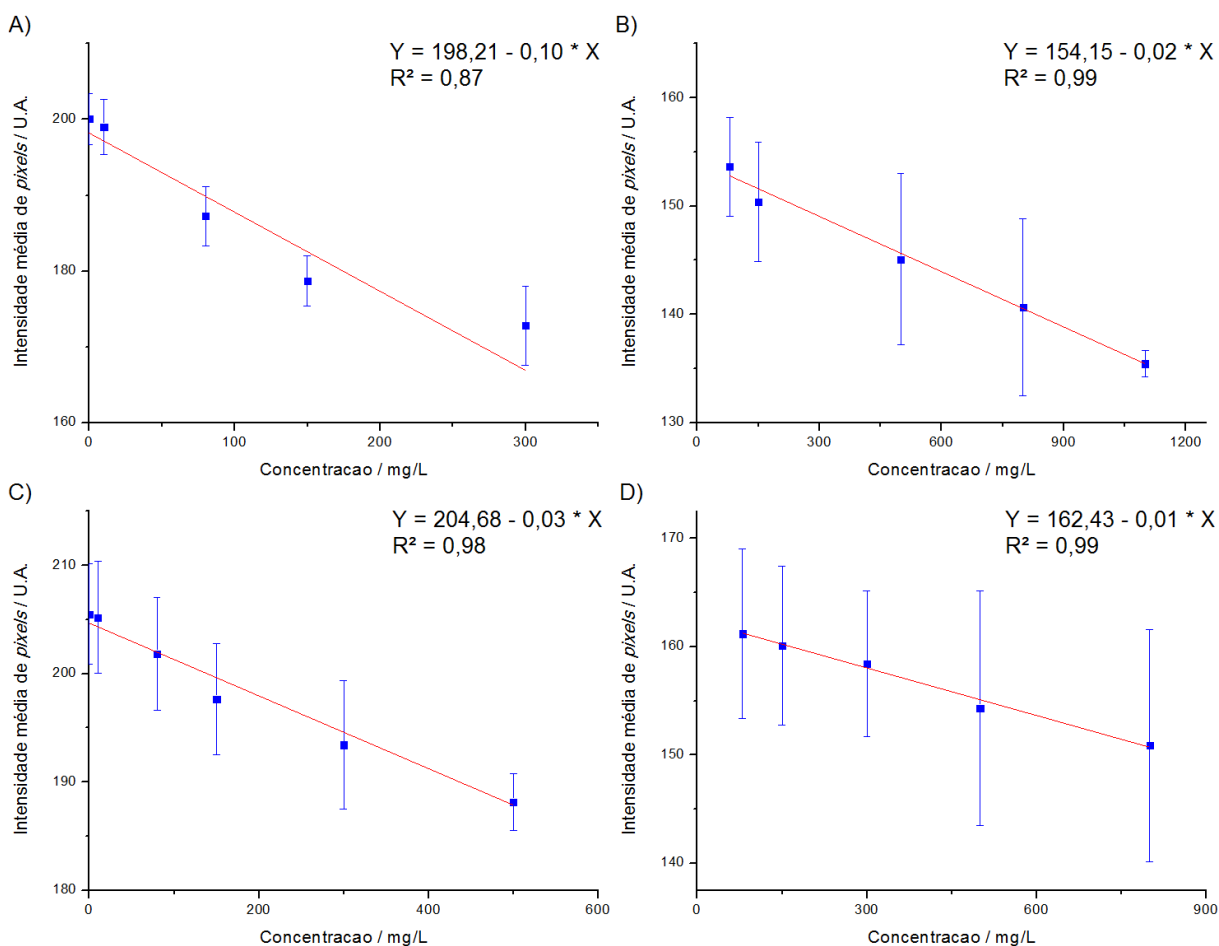 A)
Y = 198,21 - 0,10 * X
R² = 0,87
200
180
160
Intensidade média de pixels / U.A.
0
100
200
300
Concentracao / mg/L
B)
Y = 154,15 - 0,02 * X
R² = 0,99
160
150
140
130
Intensidade média de pixels / U.A.
0
300
600
900
1200
Concentracao / mg/L
C)
Y = 204,68 - 0,03 * X
R² = 0,98
210
200
190
180
Intensidade média de pixels / U.A.
0
200
400
600
Concentracao / mg/L
D)
Y = 162,43 - 0,01 * X
R² = 0,99
170
160
150
140
Intensidade média de pixels / U.A.
0
300
600
900
Concentracao / mg/L